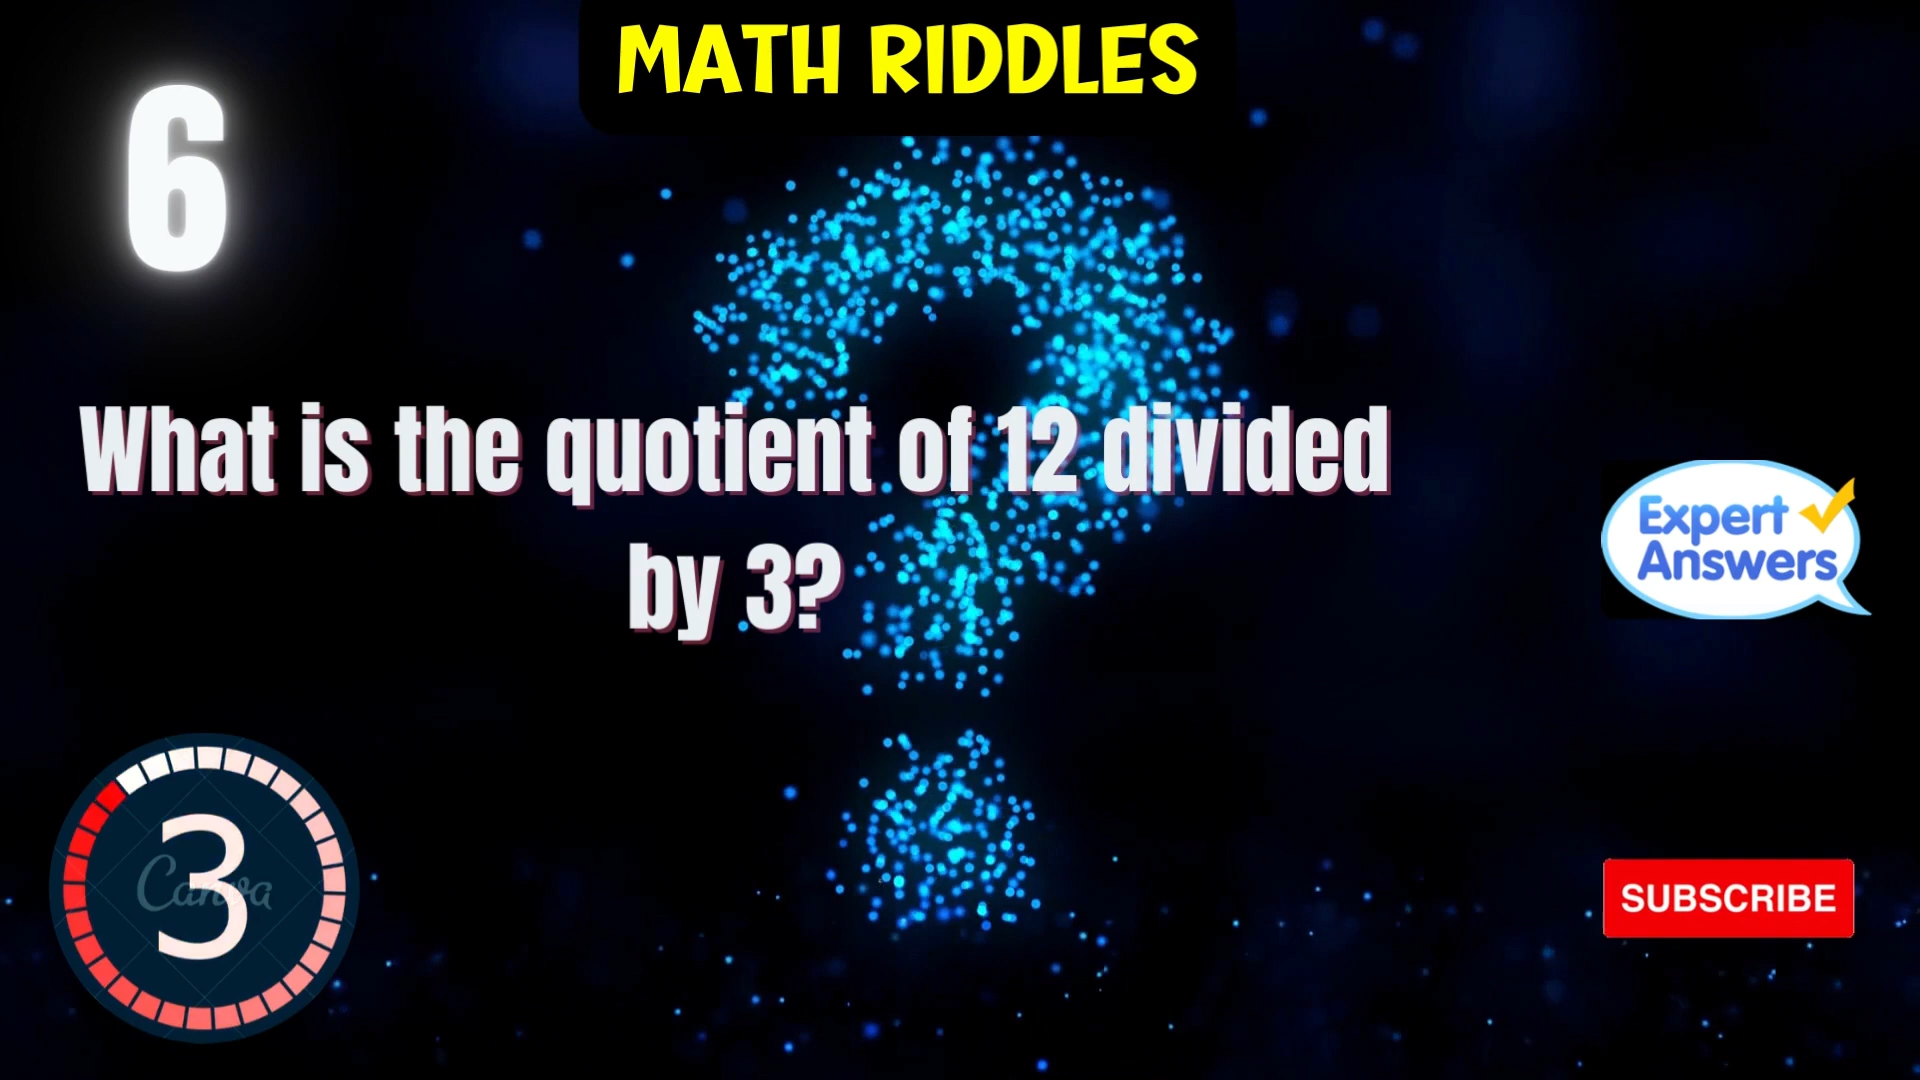 MATH RIDDLES
6
What is the quotient of 12 divided
by 3?
Expert
Answers
3
Canva
SUBSCRIBE